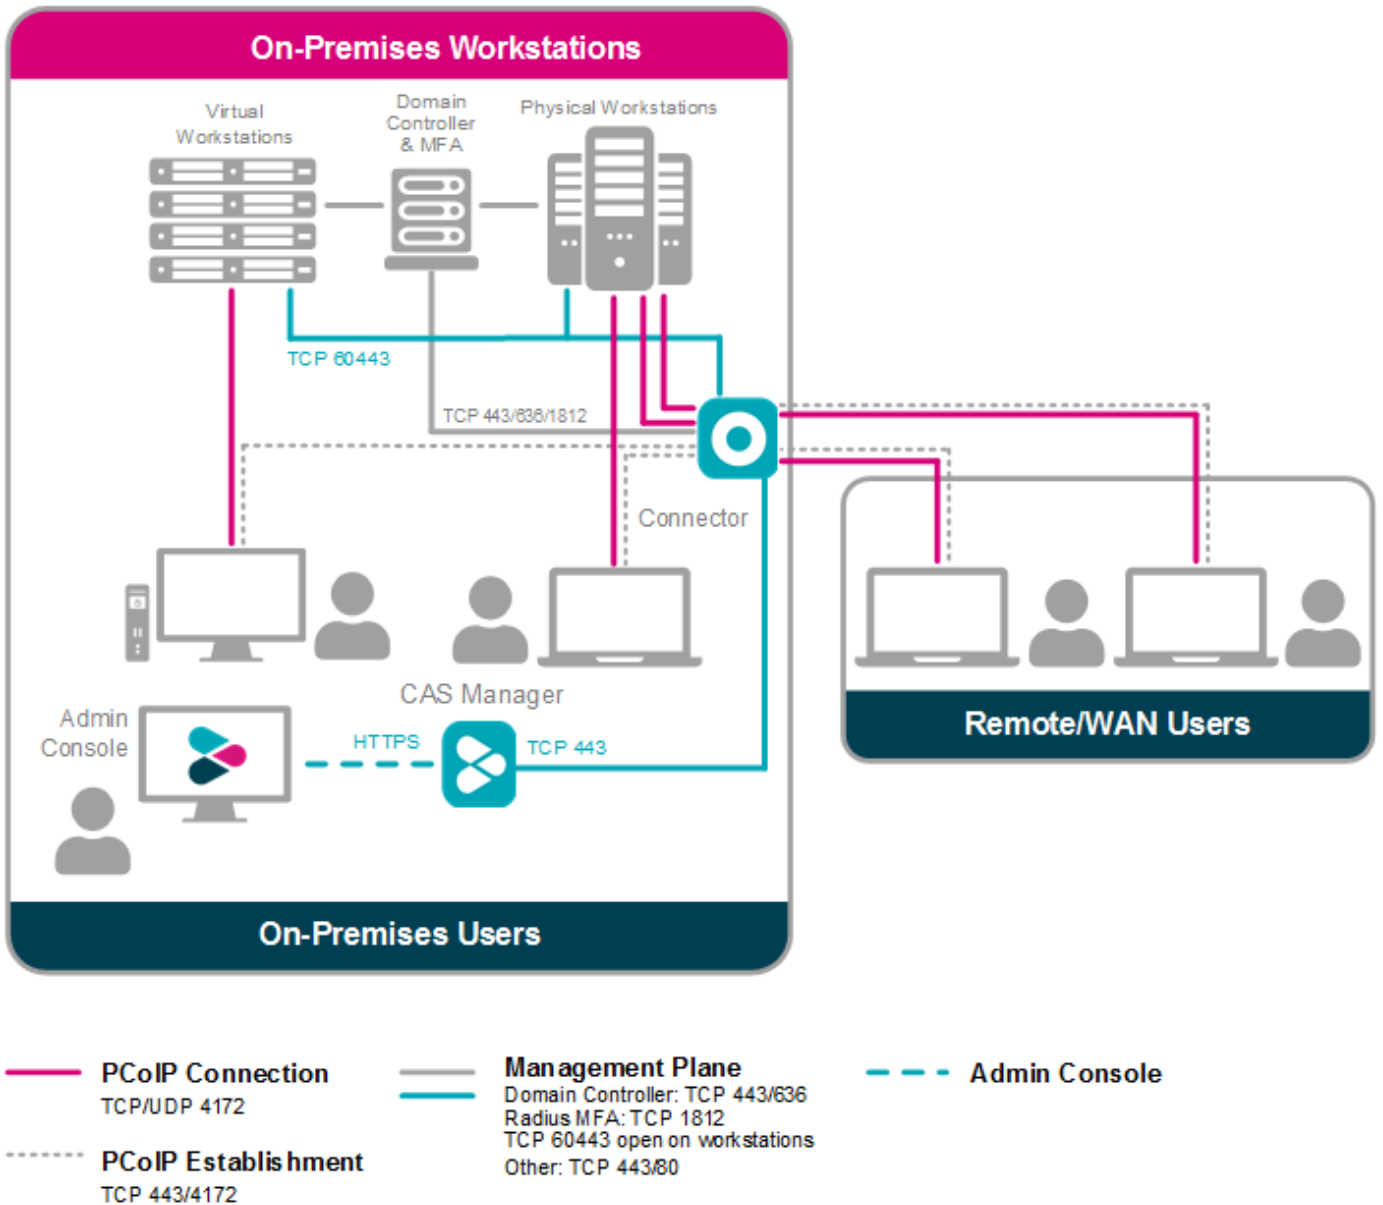 On-Premises Workstations
Virtual
Workstations
Domain
Controller
& MFA
Physical Workstations
TCP 60443
TCP 443/636/1812
Connector
CAS Manager
Admin
Console
HTTPS
TCP 443
Remote/WAN Users
On-Premises Users
PCoIP Connection
TCP/UDP 4172
PCoIP Establishment
TCP 443/4172
Management Plane
Domain Controller: TCP 443/636
Radius MFA: TCP 1812
TCP 60443 open on workstations
Other: TCP 443/80
Admin Console